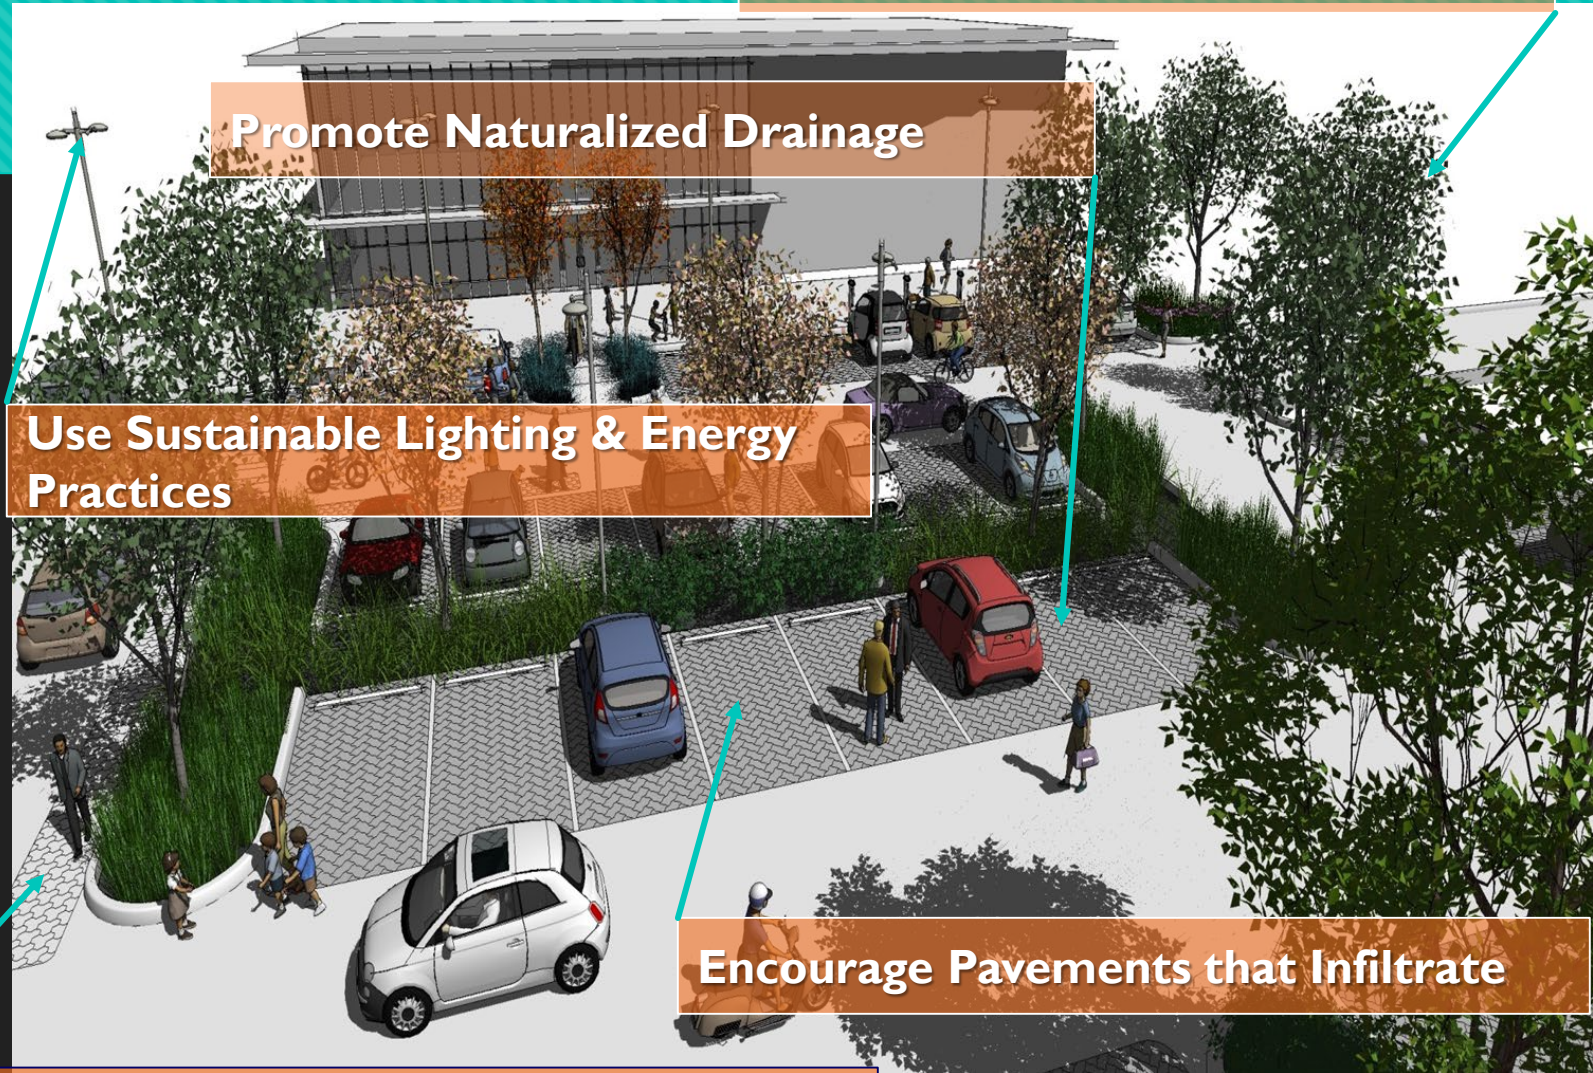 Promote Naturalized Drainage
Use Sustainable Lighting & Energy
Practices
Encourage Pavements that Infiltrate